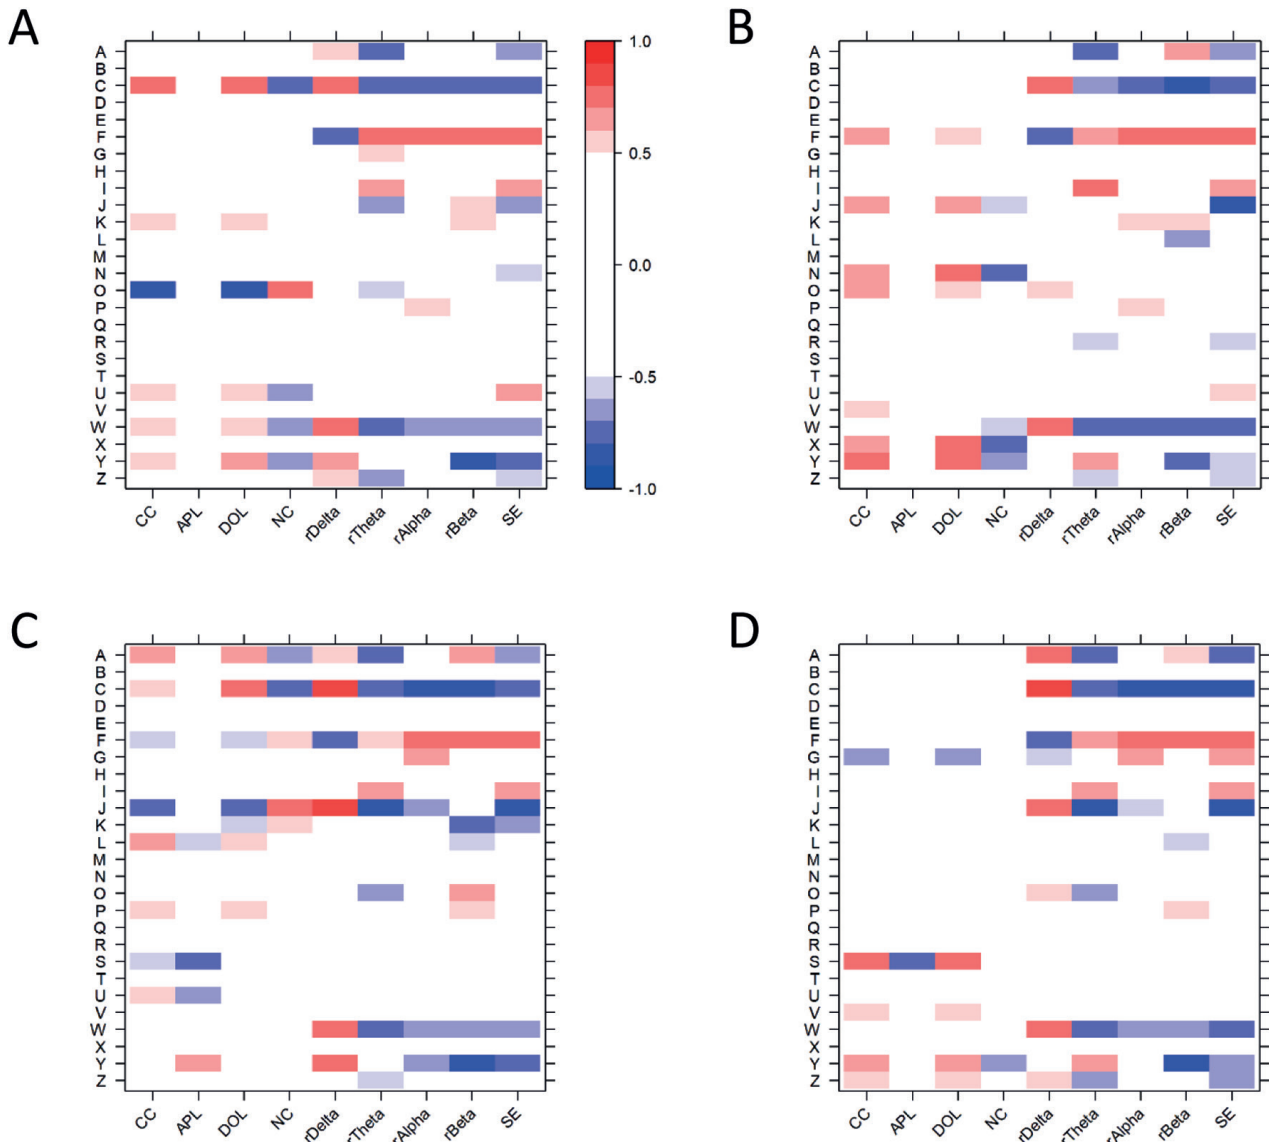 A B
A
B
C
D
E
F
G
H
I
J
K
L
M
N
O
P
Q
R
S
T
U
V
W
X
Y
Z
CC APL DOL NC rDelta rTheta rAlpha rBeta SE
1.0
0.5
0.0
-0.5
-1.0
A
B
C
D
E
F
G
H
I
J
K
L
M
N
O
P
Q
R
S
T
U
V
W
X
Y
Z
CC APL DOL NC rDelta rTheta rAlpha rBeta SE
C D
A
B
C
D
E
F
G
H
I
J
K
L
M
N
O
P
Q
R
S
T
U
V
W
X
Y
Z
CC APL DOL NC rDelta rTheta rAlpha rBeta SE
A
B
C
D
E
F
G
H
I
J
K
L
M
N
O
P
Q
R
S
T
U
V
W
X
Y
Z
CC APL DOL NC rDelta rTheta rAlpha rBeta SE